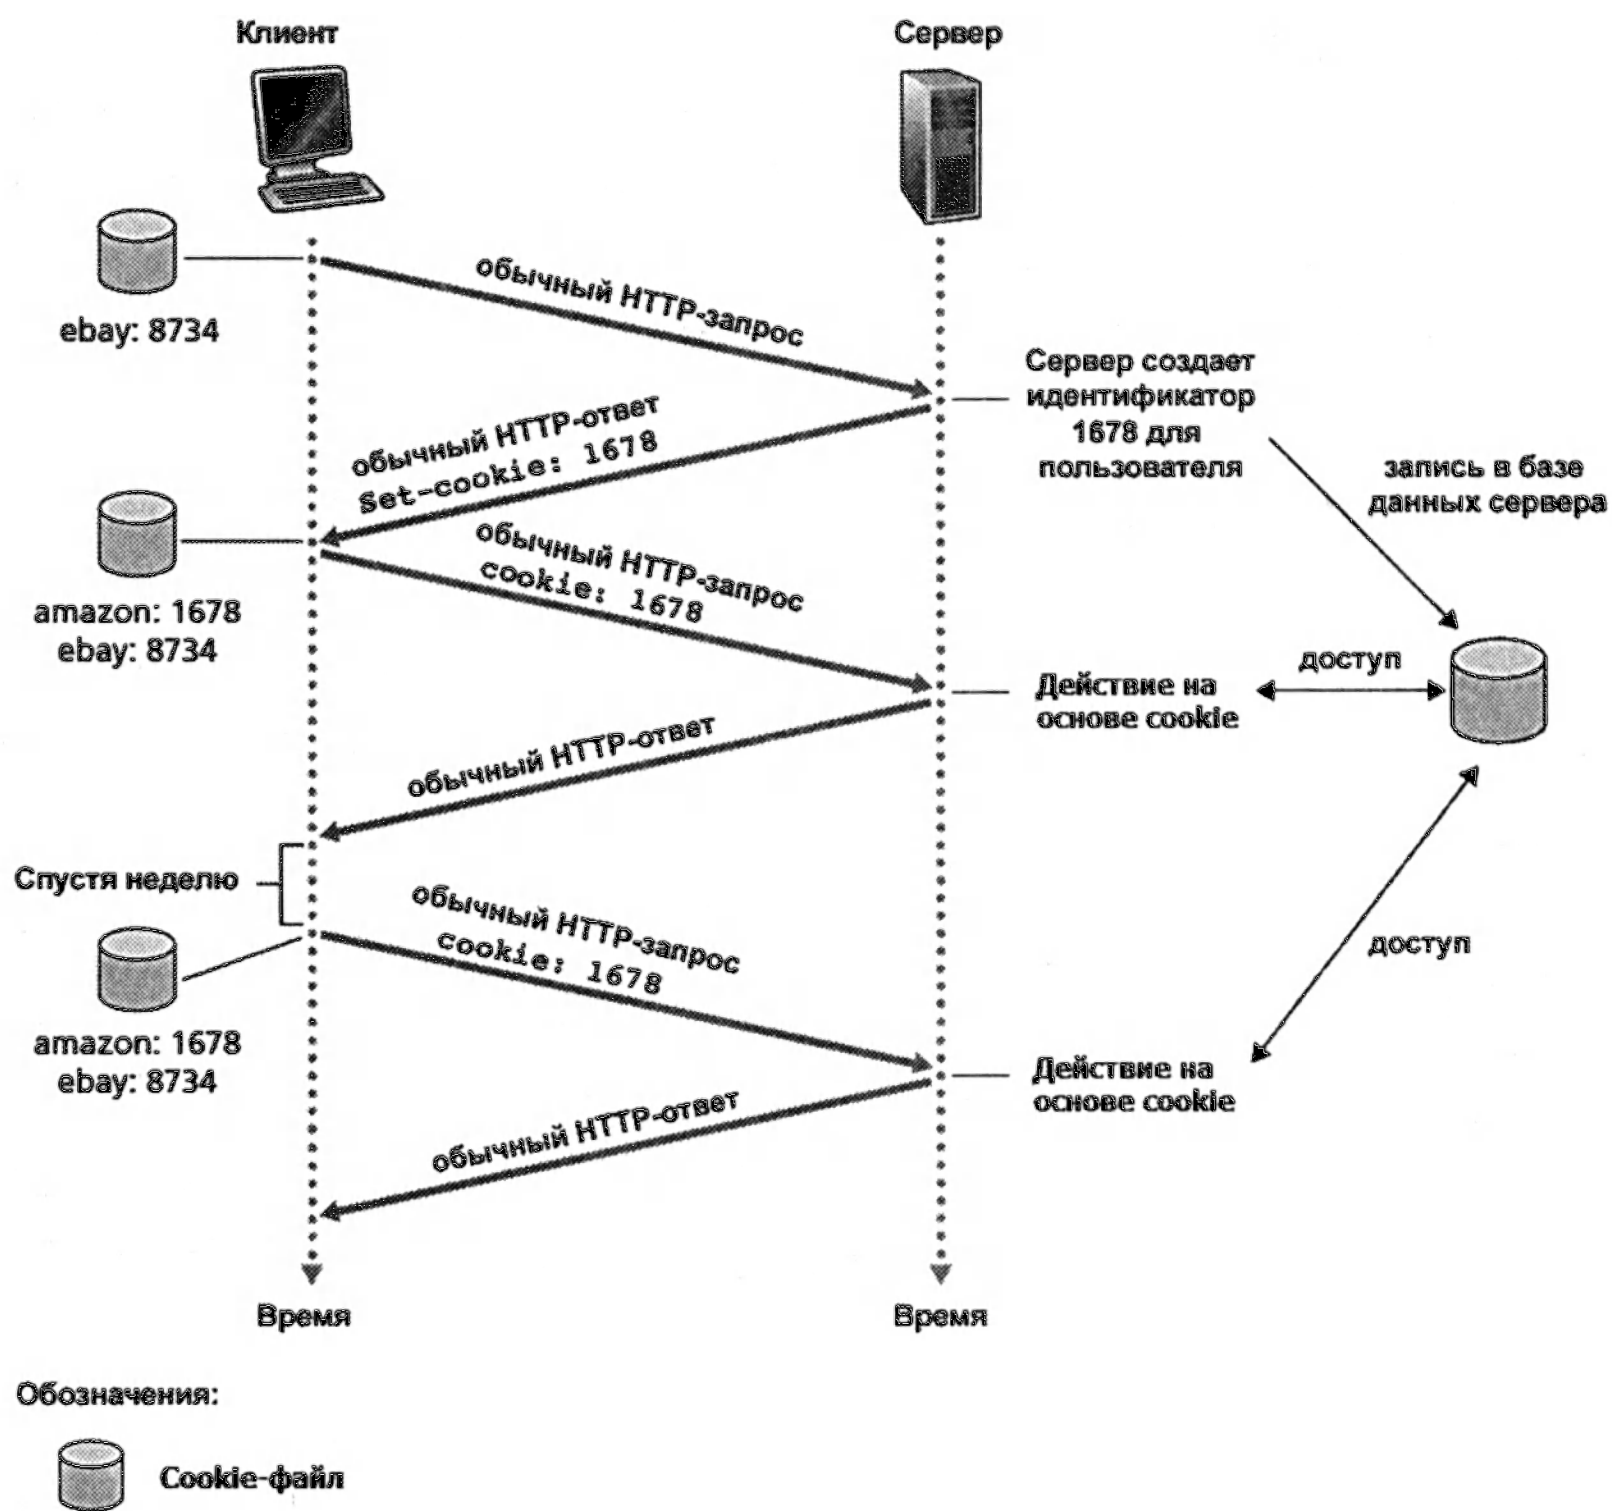 Клиент
Сервер
ebay: 8734
обычный HTTP-запрос
Сервер создает
идентификатор
1678 для
пользователя
запись в базе
данных сервера
обычный HTTP-ответ
Set-cookie: 1678
amazon: 1678
ebay: 8734
обычный HTTP-запрос
cookie: 1678
Действие на
основе cookie
доступ
обычный HTTP-ответ
Спустя неделю
обычный HTTP-запрос
cookie: 1678
доступ
amazon: 1678
ebay: 8734
Действие на
основе cookie
обычный HTTP-ответ
Время
Время
Обозначения:
Cookie-файл